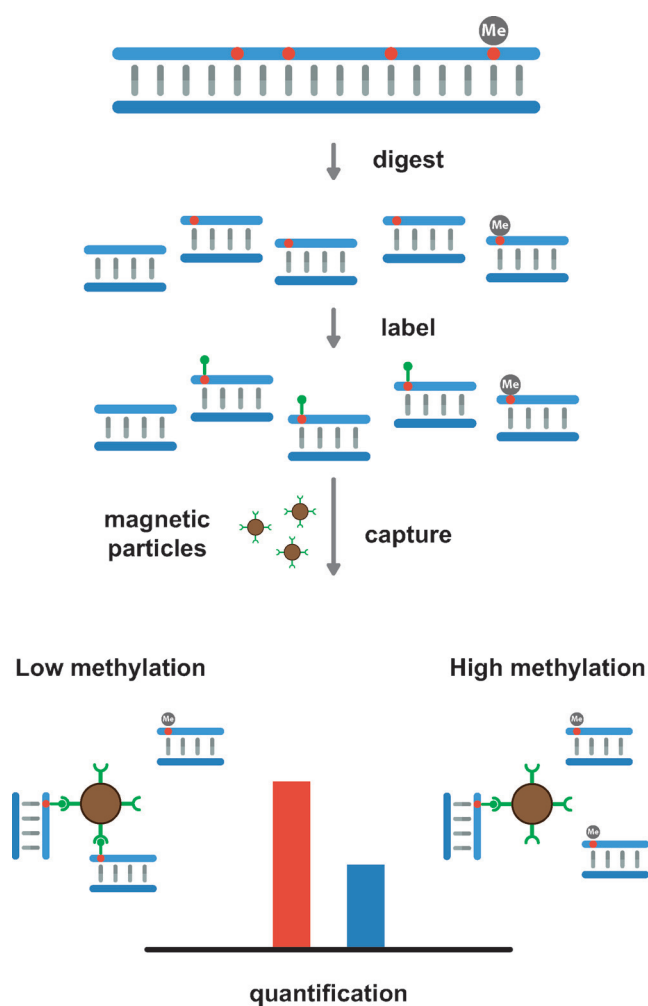 Me
digest
Me
label
Me
magnetic
particles
capture
Low methylation
High methylation
Me
Me
Me
quantification